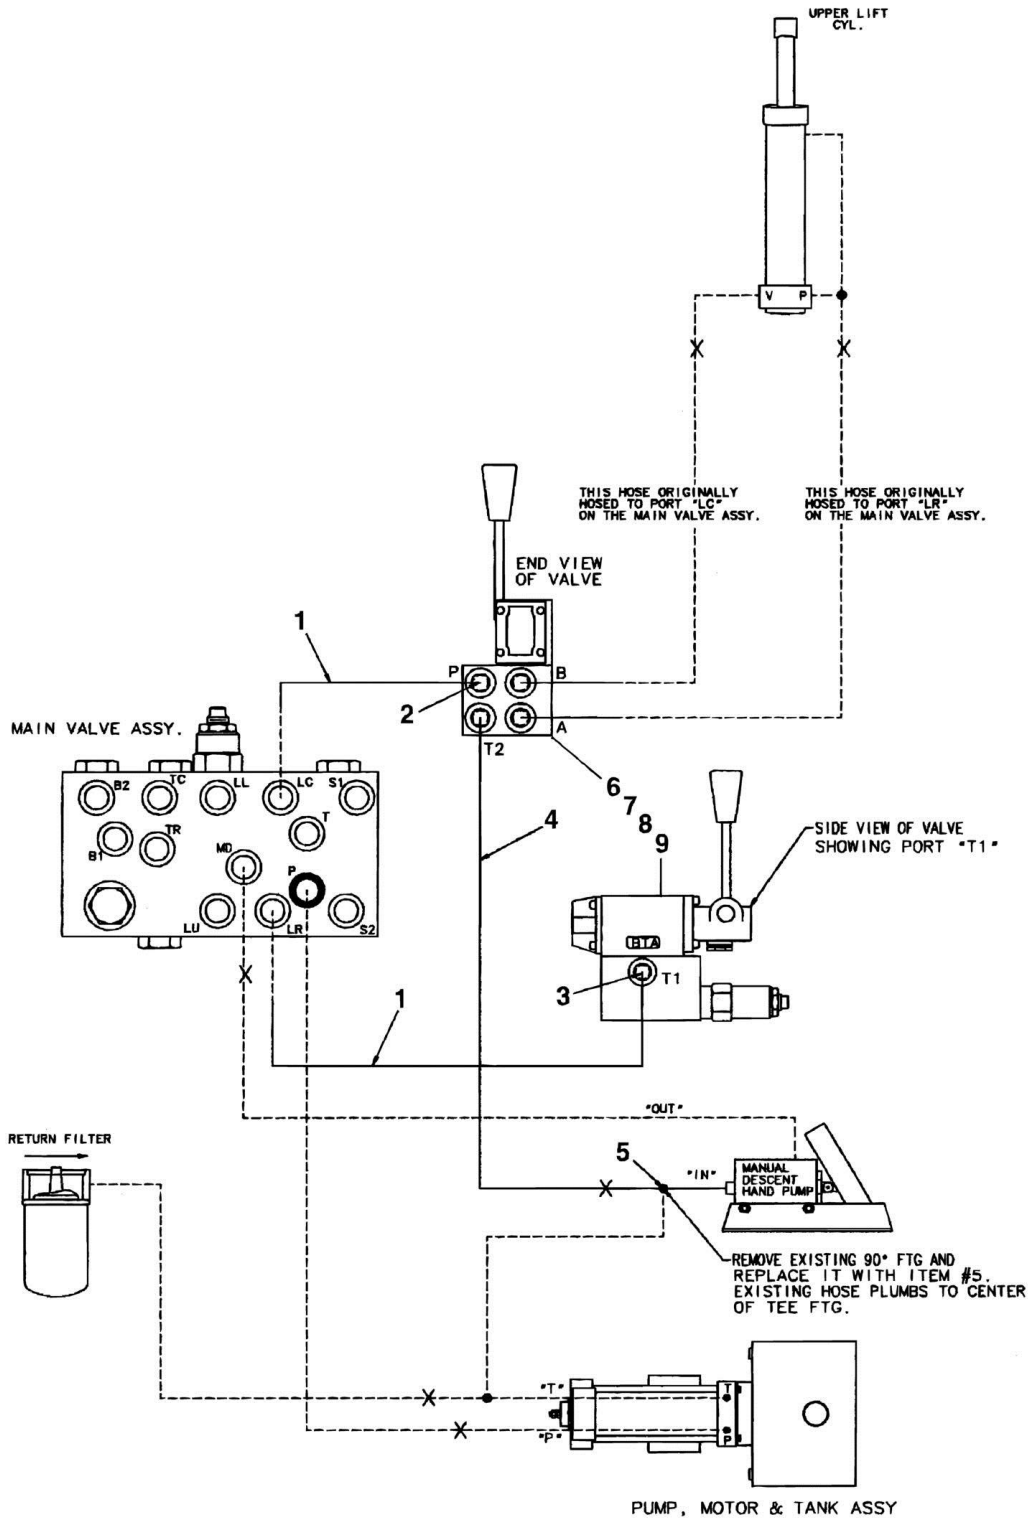 UPPER LIFT
CYL.
V P
THIS HOSE ORIGINALLY
HOSED TO PORT "LC"
ON THE MAIN VALVE ASSY.
THIS HOSE ORIGINALLY
HOSED TO PORT "LR"
ON THE MAIN VALVE ASSY.
END VIEW
OF VALVE
1
P
B
2
A
T2
MAIN VALVE ASSY.
B2
TC
LL
LC
S1
T
B1
TR
MD
P
LU
LR
S2
6
7
8
9
4
SIDE VIEW OF VALVE
SHOWING PORT "T1"
BTA
3
T1
1
"OUT"
RETURN FILTER
5
"IN"
MANUAL
DESCENT
HAND PUMP
REMOVE EXISTING 90° FTG AND
REPLACE IT WITH ITEM #5.
EXISTING HOSE PLUMBS TO CENTER
OF TEE FTG.
"T"
T
"P"
P
PUMP, MOTOR & TANK ASSY